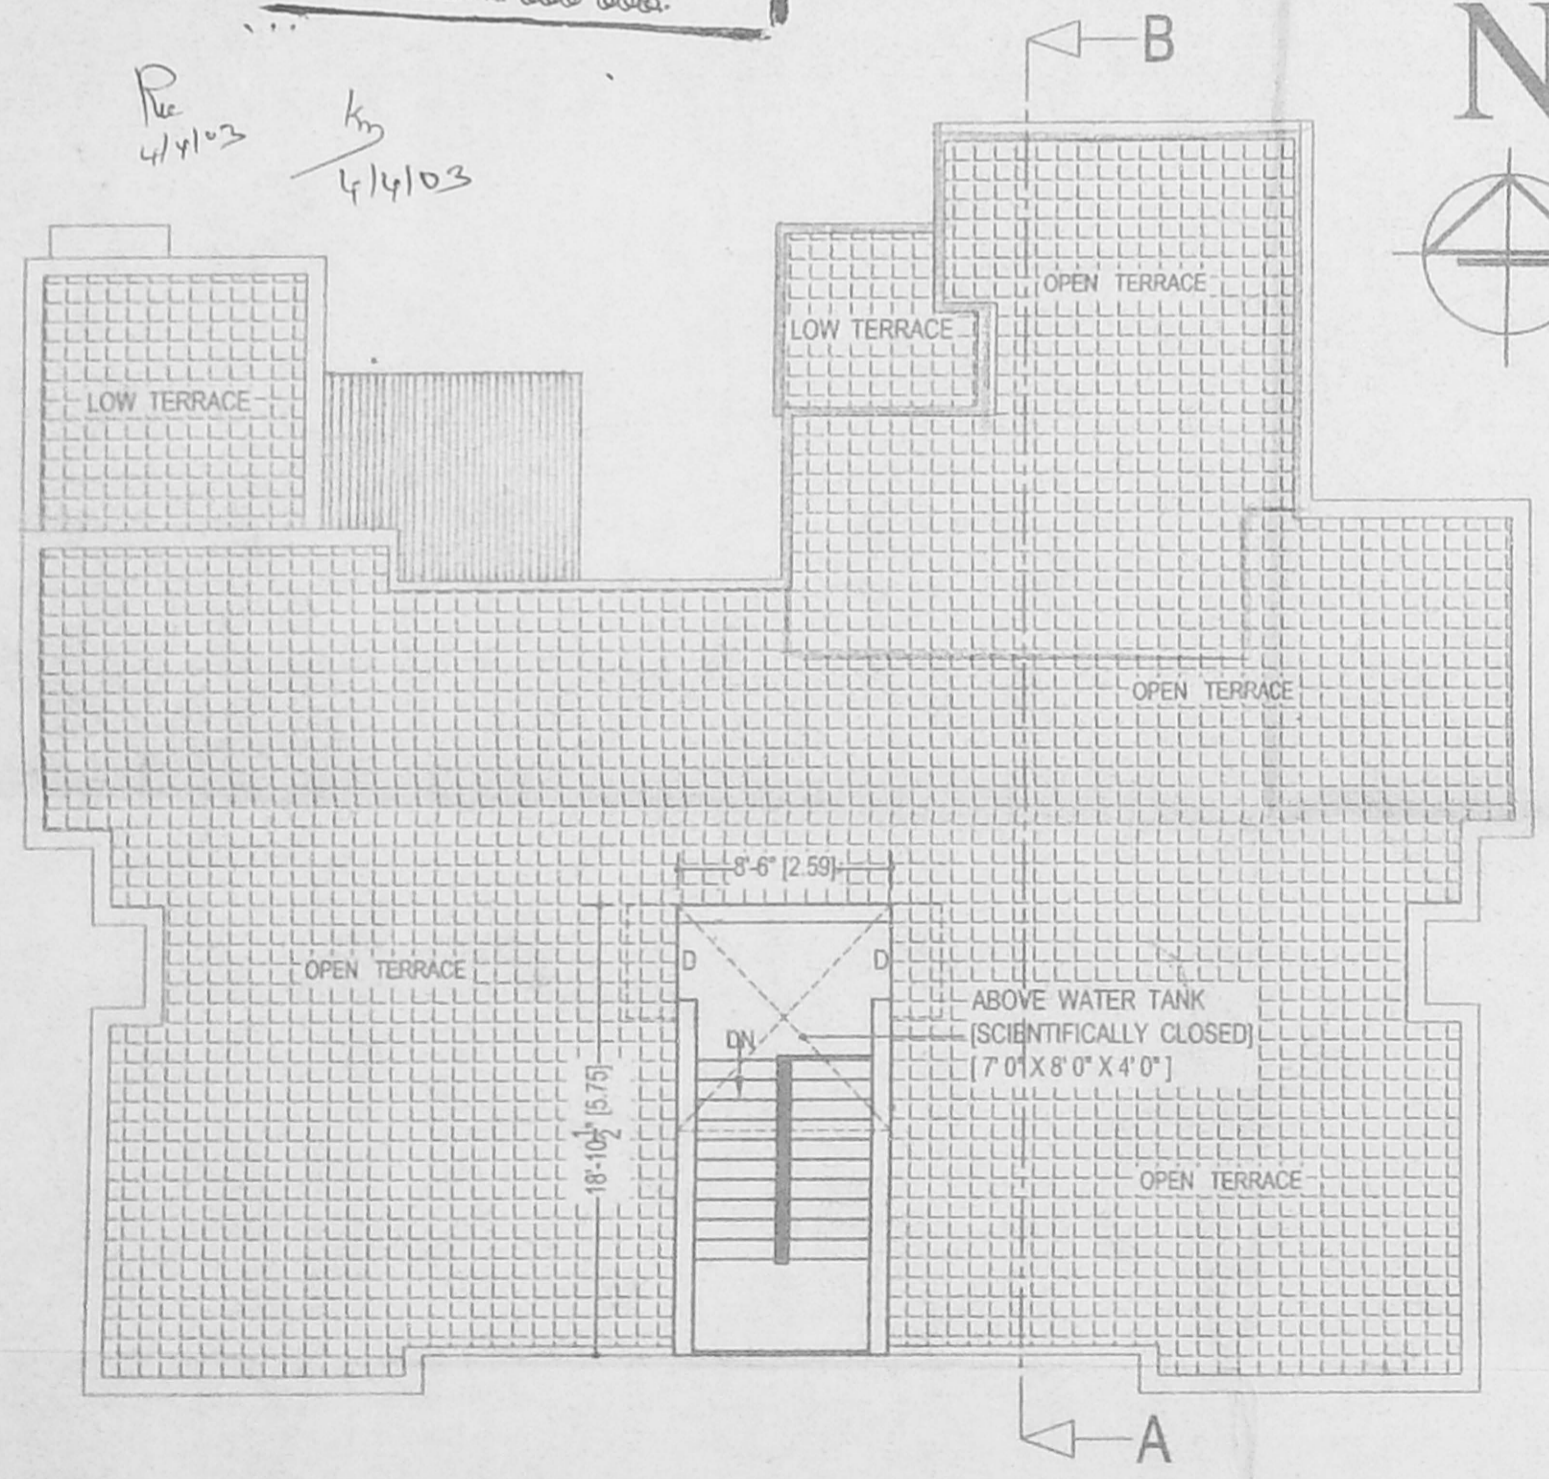 B
N
4/4/03
4/4/03
OPEN TERRACE
LOW TERRACE
LOW TERRACE
OPEN TERRACE
8'-6" [2.59]
OPEN TERRACE
D
D
ABOVE WATER TANK
[SCIENTIFICALLY CLOSED]
[ 7' 0" X 8' 0" X 4' 0" ]
DN
18'-10½" [5.75]
OPEN TERRACE
A